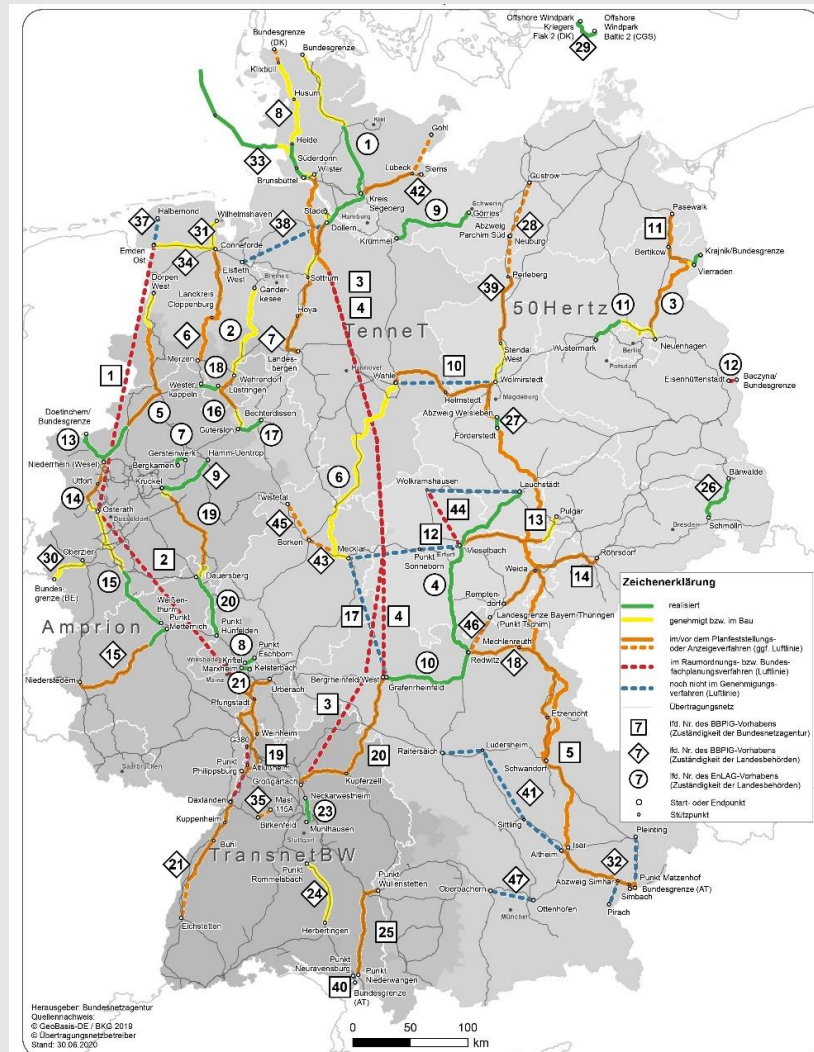 Offshore Windpark
Kriegers
Flak 2 (DK)
Offshore
Windpark
Baltic 2 (CGS)
29
Bundesgrenze
(DK)
Bundesgrenze
Klixbüll
Husum
8
Heide
33
Süderdonn
Wilster
Brunsbüttel
Kiel
1
Göhl
Lübeck
Siems
42
Kreis
Segeberg
Güstrow
Schwerin
Görries
9
Krümmel
Abzweig
Parchim Süd
28
Neuburg
Pasewalk
11
Bertikow
Krajnik/Bundesgrenze
Vierraden
37
Halbemond
31
Wilhelmshaven
38
Stade
Dollern
Hamburg
Emden
Ost
34
Conneforde
Elsfleth
West
Bremen
Ganderkesee
Sottrum
3
4
Perleberg
39
50Hertz
11
3
Dörpen
West
Landkreis
Cloppenburg
6
2
7
Hoya
TenneT
Landesbergen
Stendal
West
Wustermark
Berlin
Potsdam
Neuenhagen
12
Eisenhüttenstadt
Baczyna/
Bundesgrenze
Merzen
18
Wehrendorf
Westerkappeln
Lüstringen
Hannover
Wahle
10
Wolmirstedt
Helmstedt
Magdeburg
1
Doetinchem/
Bundesgrenze
13
5
7
16
Bechterdissen
Gütersloh
17
Abzweig Welsleben
27
Förderstedt
Gersteinwerk
Bergkamen
Hamm-Uentrop
9
Niederrhein (Wesel)
Utfort
Kruckel
6
Wolkramshausen
Lauchstädt
26
Bärwalde
14
Osterath
Düsseldorf
19
Twistetal
45
Borken
44
13
Pulgar
Dresden
Schmölln
30
Oberzier
2
43
Mecklar
12
Erfurt
Punkt
Sonneborn
Vieselbach
Bundesgrenze (BE)
15
Dauersberg
4
Weida
14
Röhrsdorf
Weißenthurm
20
Amprion
Punkt
Metternich
Punkt
Hünfelden
17
4
Remptendorf
46
Landesgrenze Bayern/Thüringen
(Punkt Tschirn)
15
8
Punkt
Eschborn
Wiesbaden
Kriftel
Marxheim
Kelsterbach
Mainz
21
Mechlenreuth
Redwitz
18
Niederstedem
Urberach
Bergrheinfeld/West
10
Grafenrheinfeld
Pfungstadt
3
Etzenricht
Weinheim
G380
19
20
Raitersaich
Ludersheim
5
Saarbrücken
Punkt
Philippsburg
Altlußheim
Großgartach
Kupferzell
Schwandorf
41
35
Mast
115A
Neckarwestheim
Daxlanden
Kuppenheim
Birkenfeld
23
Mühlhausen
Stuttgart
Sittling
Bühl
TransnetBW
Altheim
Isar
Pleinting
21
Punkt
Rommelsbach
Punkt
Wullenstetten
Oberbachern
47
Abzweig Simhar
32
Punkt Matzenhof
Bundesgrenze (AT)
Simbach
24
München
Ottenhofen
Pirach
Eichstetten
Herbertingen
25
Punkt
Neuravensburg
Punkt
Niederwangen
40
Bundesgrenze
(AT)
Zeichenerklärung
realisiert
genehmigt bzw. im Bau
im/vor dem Planfeststellungs-
oder Anzeigeverfahren (ggf. Luftlinie)
im Raumordnungs- bzw. Bundes-
fachplanungsverfahren (Luftlinie)
noch nicht im Genehmigungs-
verfahren (Luftlinie)
Übertragungsnetz
7
lfd. Nr. des BBPlG-Vorhabens
(Zuständigkeit der Bundesnetzagentur)
7
lfd. Nr. des BBPlG-Vorhabens
(Zuständigkeit der Landesbehörden)
7
lfd. Nr. des EnLAG-Vorhabens
(Zuständigkeit der Landesbehörden)
Start- oder Endpunkt
Stützpunkt
Herausgeber: Bundesnetzagentur
Quellennachweis:
© GeoBasis-DE / BKG 2019
© Übertragungsnetzbetreiber
Stand: 30.06.2020
0 50 100
km